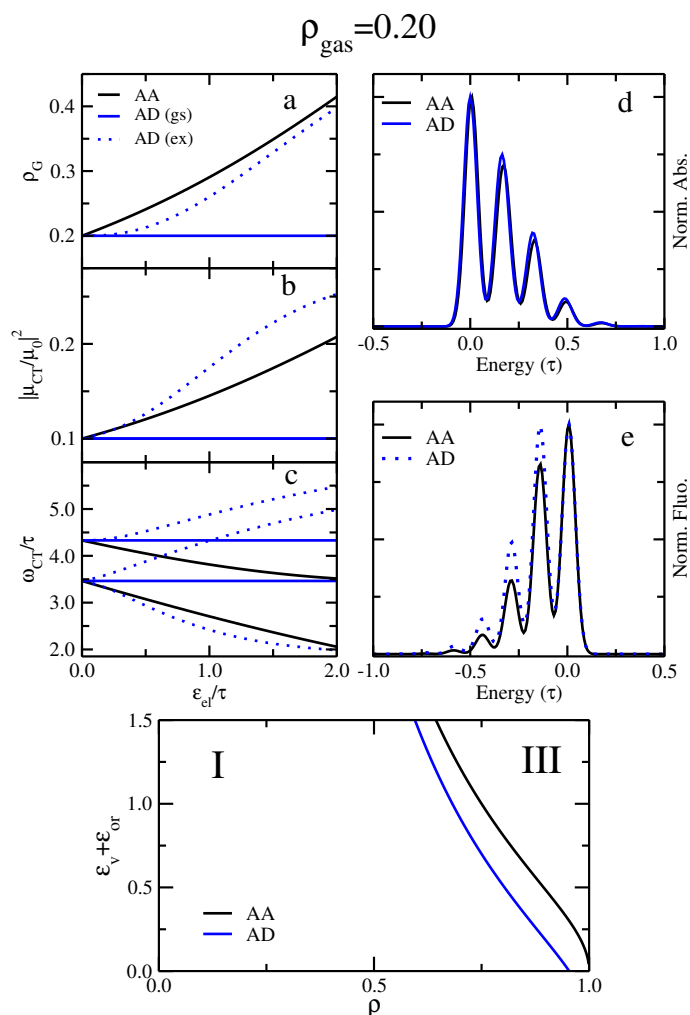 ρgas=0.20
a
AA
AD (gs)
AD (ex)
0.4
0.3
0.2
ρG
b
|μCT/μ0|²
0.2
0.1
c
ωCT/τ
5.0
4.0
3.0
2.0
0.0 1.0 2.0
εel/τ
d
AA
AD
Norm. Abs.
-0.5 0.0 0.5 1.0
Energy (τ)
e
AA
AD
Norm. Fluo.
-1.0 -0.5 0.0 0.5
Energy (τ)
I III
εv+εor
1.5
1.0
0.5
0.0
AA
AD
0.0 0.5 1.0
ρ